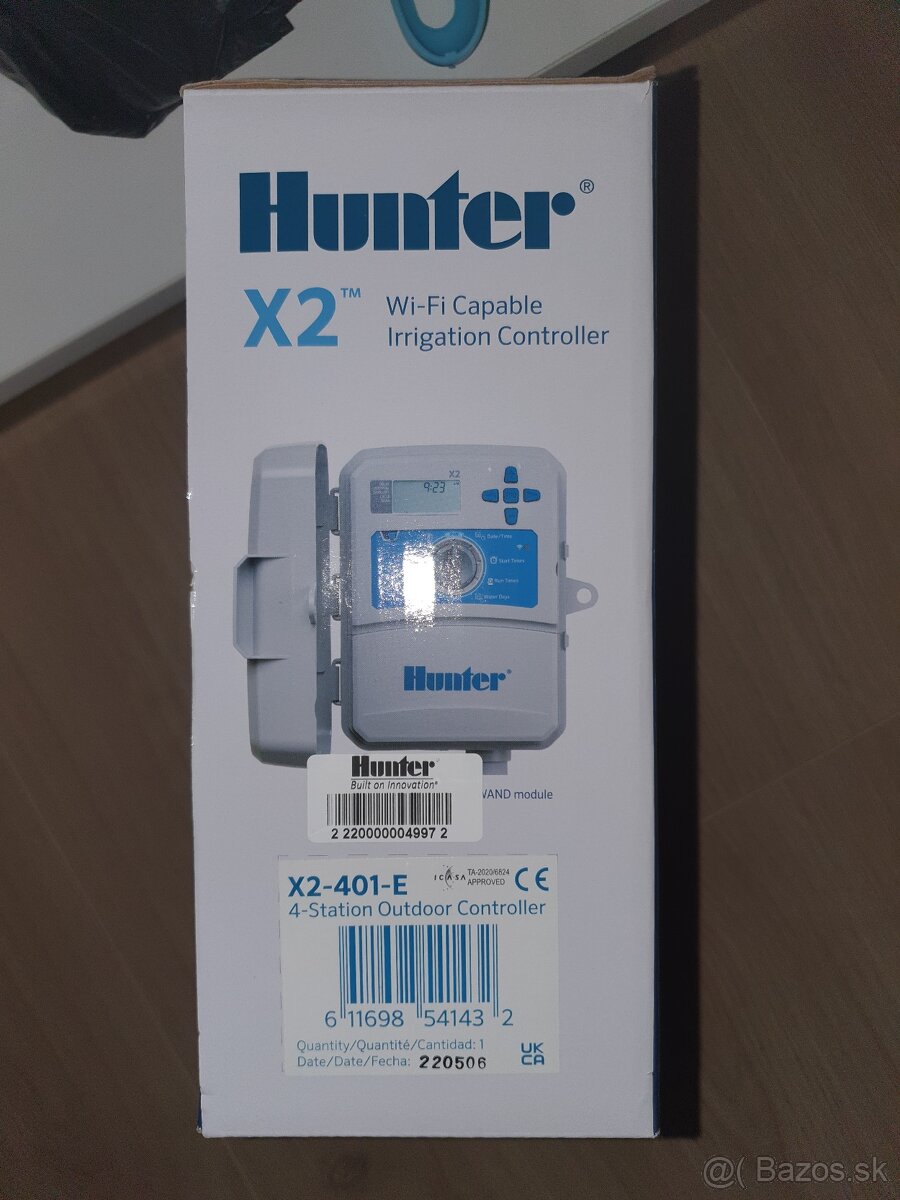 Hunter®
X2™
Wi-Fi Capable
Irrigation Controller
X2
9:23
Date/Time
Start Times
Run Times
Water Days
Hunter®
Hunter
Built on Innovation®
WAND module
2 220000004997 2
X2-401-E
ICASA TA-2020/6824
APPROVED CE
4-Station Outdoor Controller
6 11698 54143 2
Quantity/Quantité/Cantidad: 1
Date/Date/Fecha: 220506
UK
CA
@( Bazos.sk